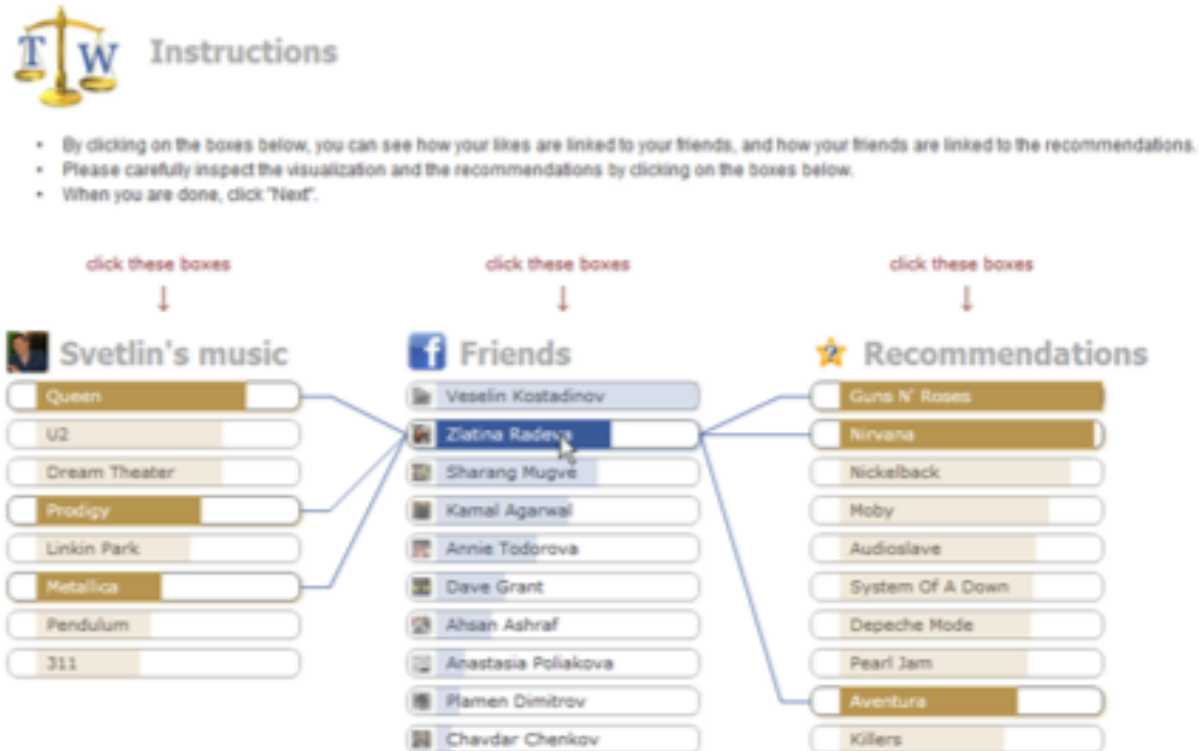 T W
Instructions
• By clicking on the boxes below, you can see how your likes are linked to your friends, and how your friends are linked to the recommendations.
• Please carefully inspect the visualization and the recommendations by clicking on the boxes below.
• When you are done, click "Next".
click these boxes
click these boxes
click these boxes
↓
↓
↓
Svetlin's music
Friends
Recommendations
Queen
Veselin Kostadinov
Guns N' Roses
U2
Zlatina Radeva
Nirvana
Dream Theater
Sharang Mugve
Nickelback
Prodigy
Kamal Agarwal
Moby
Linkin Park
Annie Todorova
Audioslave
Metallica
Dave Grant
System Of A Down
Pendulum
Ahsan Ashraf
Depeche Mode
311
Anastasia Poliakova
Pearl Jam
Plamen Dimitrov
Aventura
Chavdar Chenkov
Killers